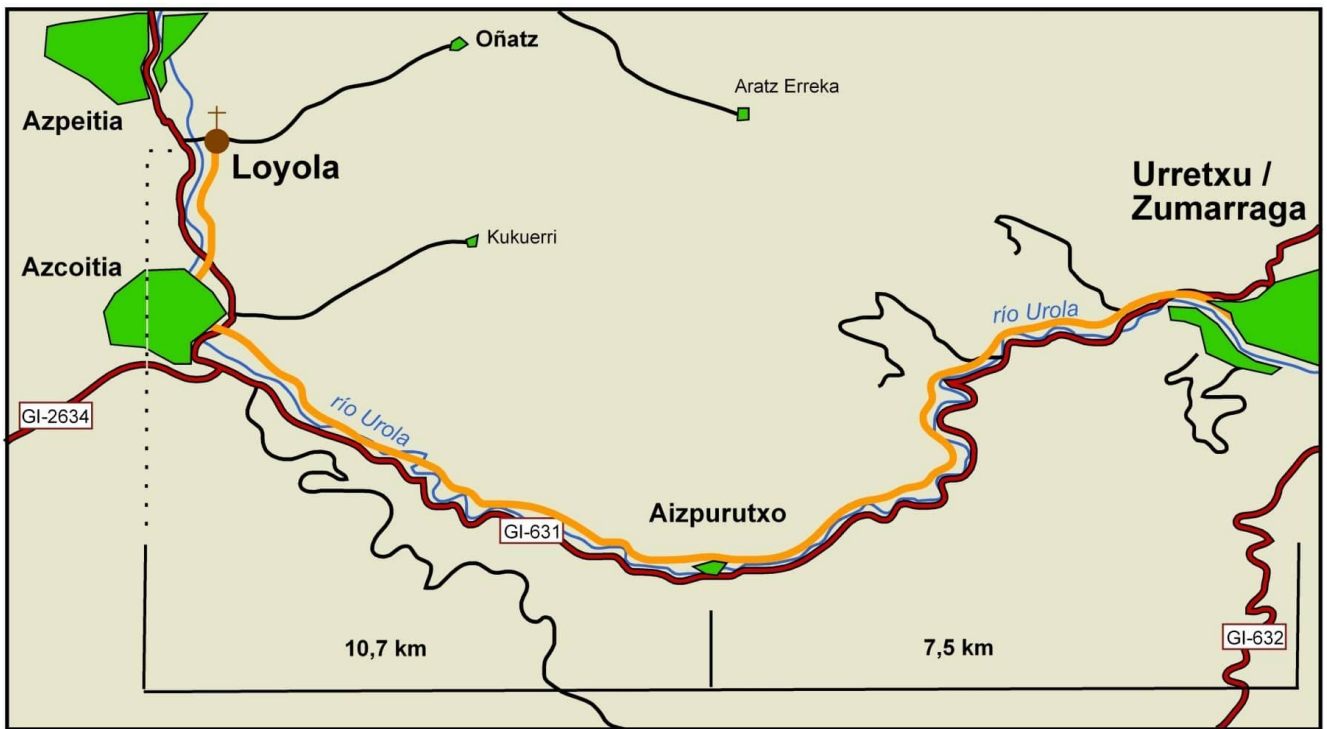 Oñatz
Aratz Erreka
Azpeitia
Loyola
Urretxu /
Zumarraga
Kukuerri
Azcoitia
río Urola
GI-2634
río Urola
Aizpurutxo
GI-631
GI-632
10,7 km
7,5 km